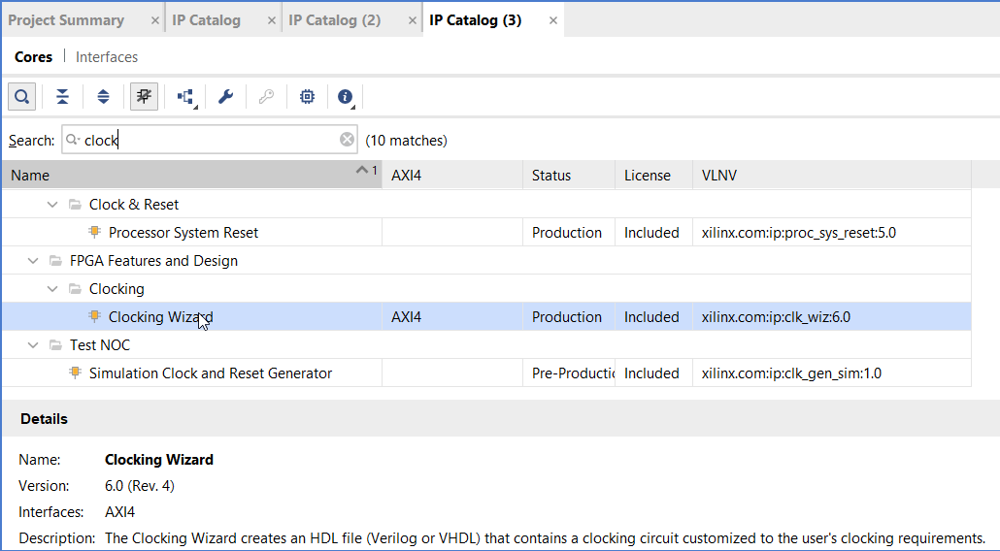 Project Summary × IP Catalog × IP Catalog (2) × IP Catalog (3) ×
Cores | Interfaces
Search: clock (10 matches)
Name 1 AXI4 Status License VLNV
Clock & Reset
Processor System Reset Production Included xilinx.com:ip:proc_sys_reset:5.0
FPGA Features and Design
Clocking
Clocking Wizard AXI4 Production Included xilinx.com:ip:clk_wiz:6.0
Test NOC
Simulation Clock and Reset Generator Pre-Productic Included xilinx.com:ip:clk_gen_sim:1.0
Details
Name: Clocking Wizard
Version: 6.0 (Rev. 4)
Interfaces: AXI4
Description: The Clocking Wizard creates an HDL file (Verilog or VHDL) that contains a clocking circuit customized to the user's clocking requirements.